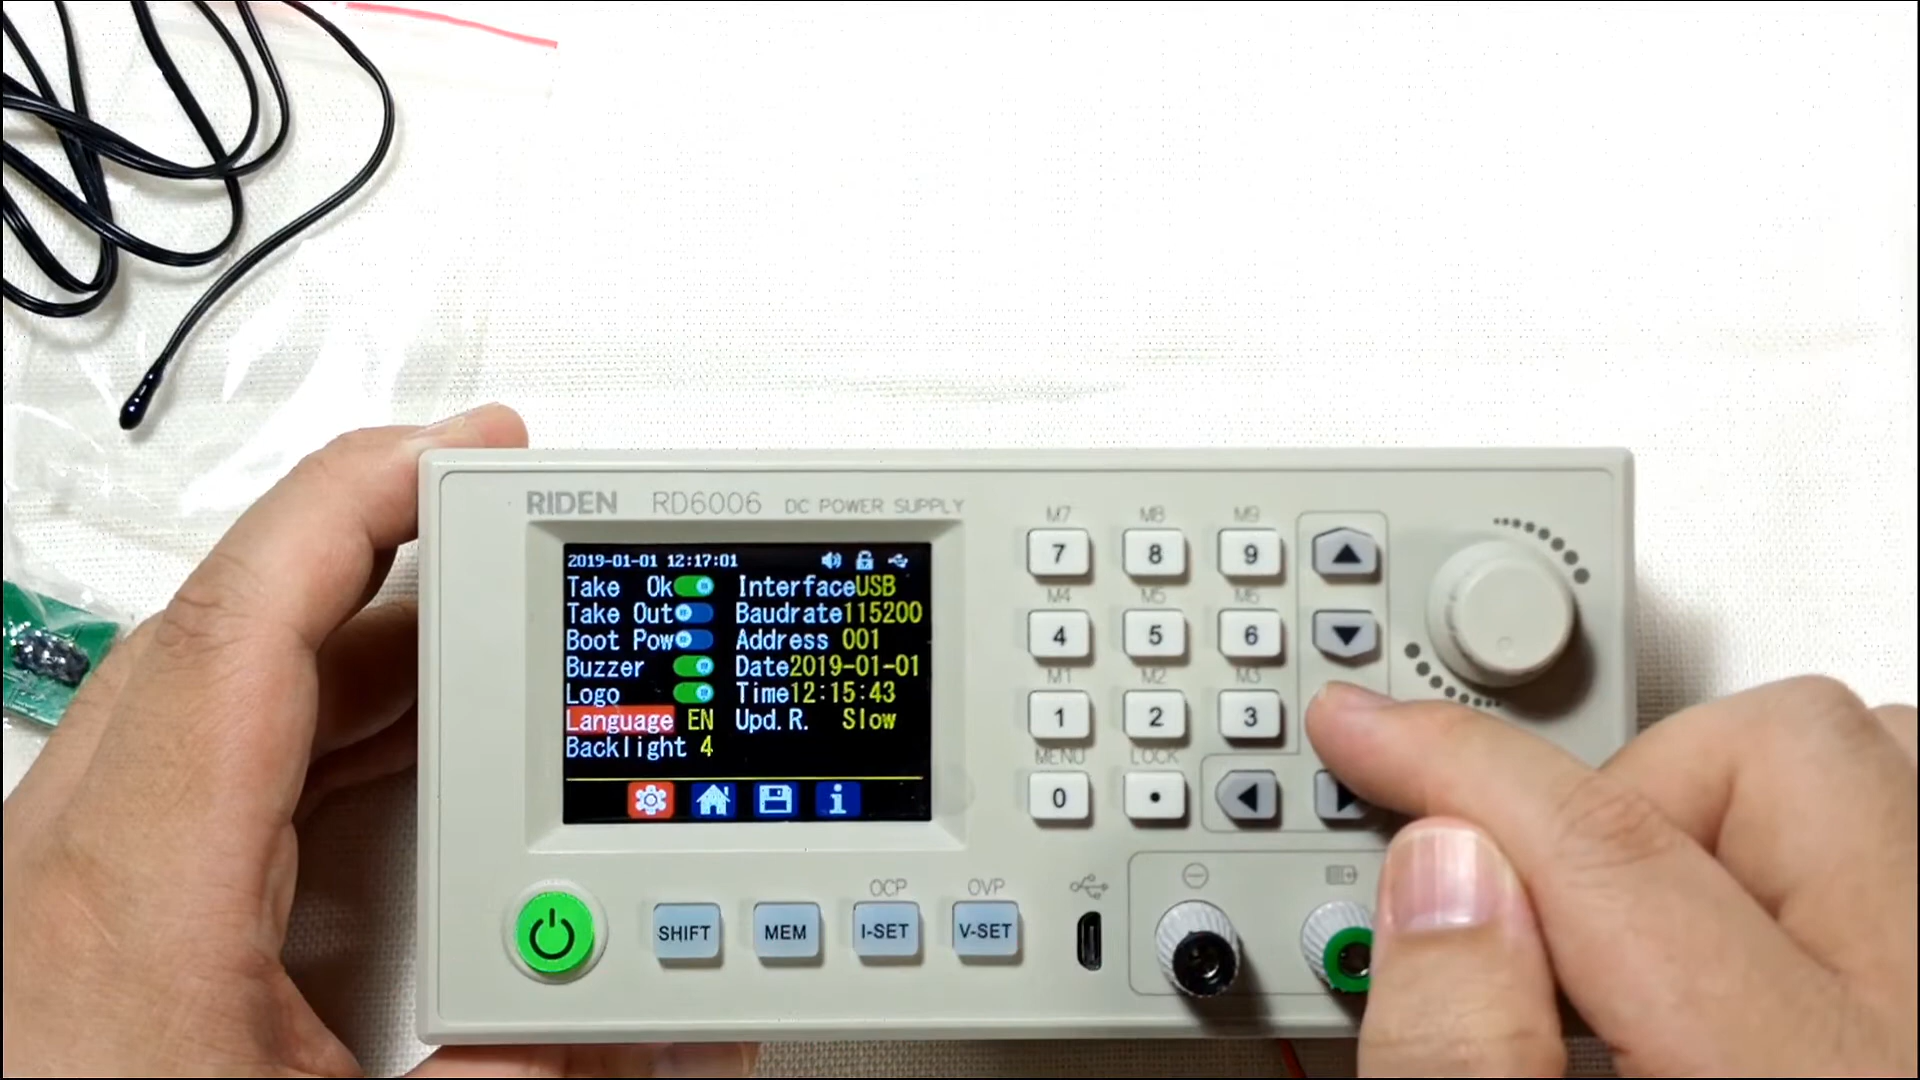 RIDEN RD6006 DC POWER SUPPLY
2019-01-01 12:17:01
Take Ok Interface USB
Take Out Baudrate 115200
Boot Pow Address 001
Buzzer Date 2019-01-01
Logo Time 12:15:43
Language EN Upd.R. Slow
Backlight 4
M7 M8 M9
7 8 9
M4 M5 M6
4 5 6
M1 M2 M3
1 2 3
MENU LOCK
0 .
OCP OVP
SHIFT MEM I-SET V-SET